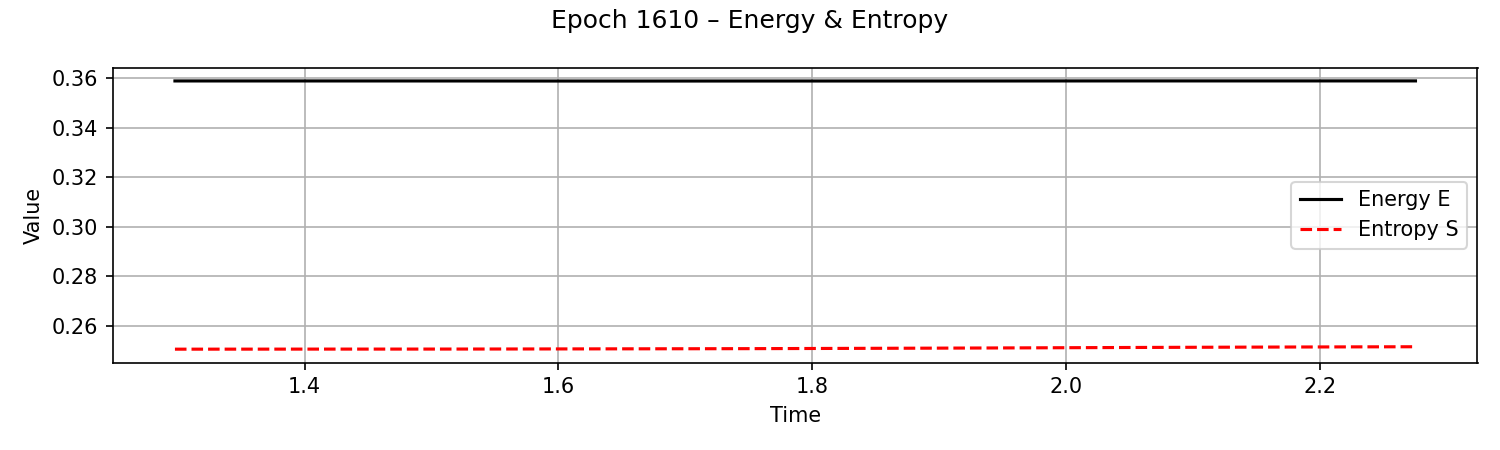 Epoch 1610 – Energy & Entropy
0.36
0.34
0.32
0.30
0.28
0.26
Value
Energy E
Entropy S
1.4 1.6 1.8 2.0 2.2
Time